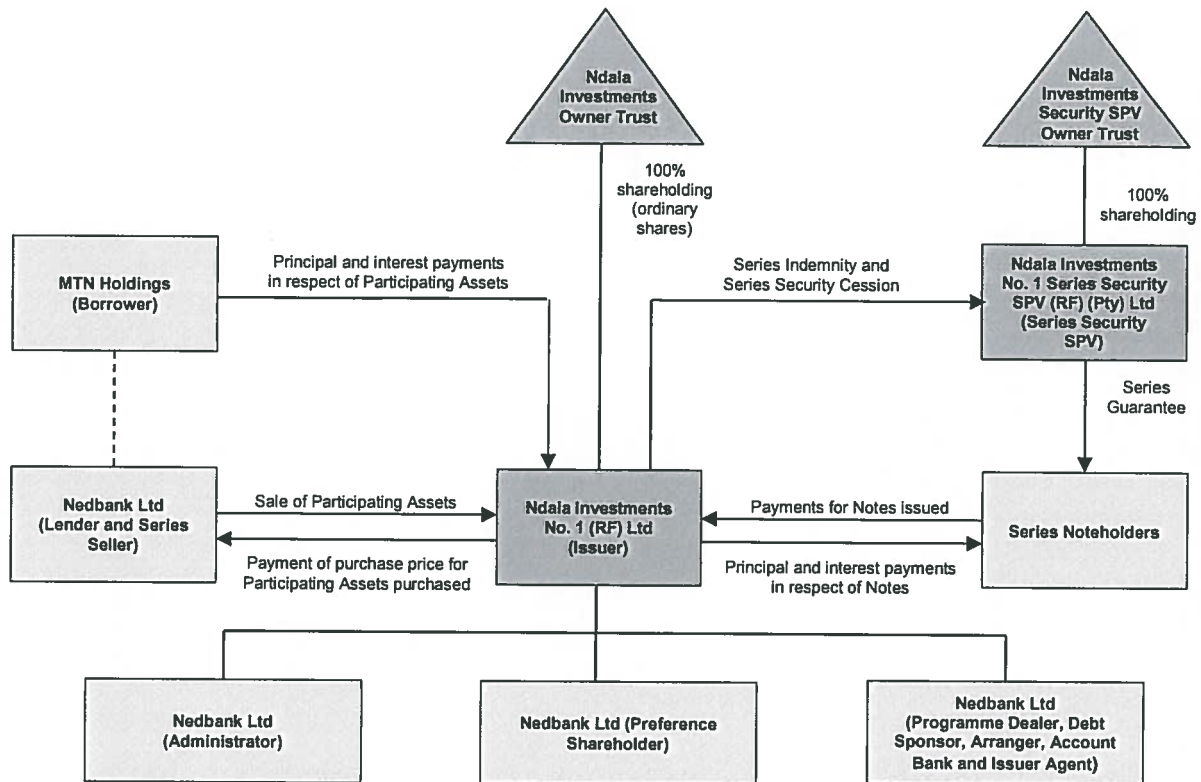 Ndala
Investments
Owner Trust
Ndala
Investments
Security SPV
Owner Trust
100%
shareholding
(ordinary
shares)
100%
shareholding
MTN Holdings
(Borrower)
Principal and interest payments
in respect of Participating Assets
Series Indemnity and
Series Security Cession
Ndala Investments
No. 1 Series Security
SPV (RF) (Pty) Ltd
(Series Security
SPV)
Series
Guarantee
Nedbank Ltd
(Lender and Series
Seller)
Sale of Participating Assets
Payment of purchase price for
Participating Assets purchased
Ndala Investments
No. 1 (RF) Ltd
(Issuer)
Payments for Notes issued
Principal and interest payments
in respect of Notes
Series Noteholders
Nedbank Ltd
(Administrator)
Nedbank Ltd (Preference
Shareholder)
Nedbank Ltd
(Programme Dealer, Debt
Sponsor, Arranger, Account
Bank and Issuer Agent)